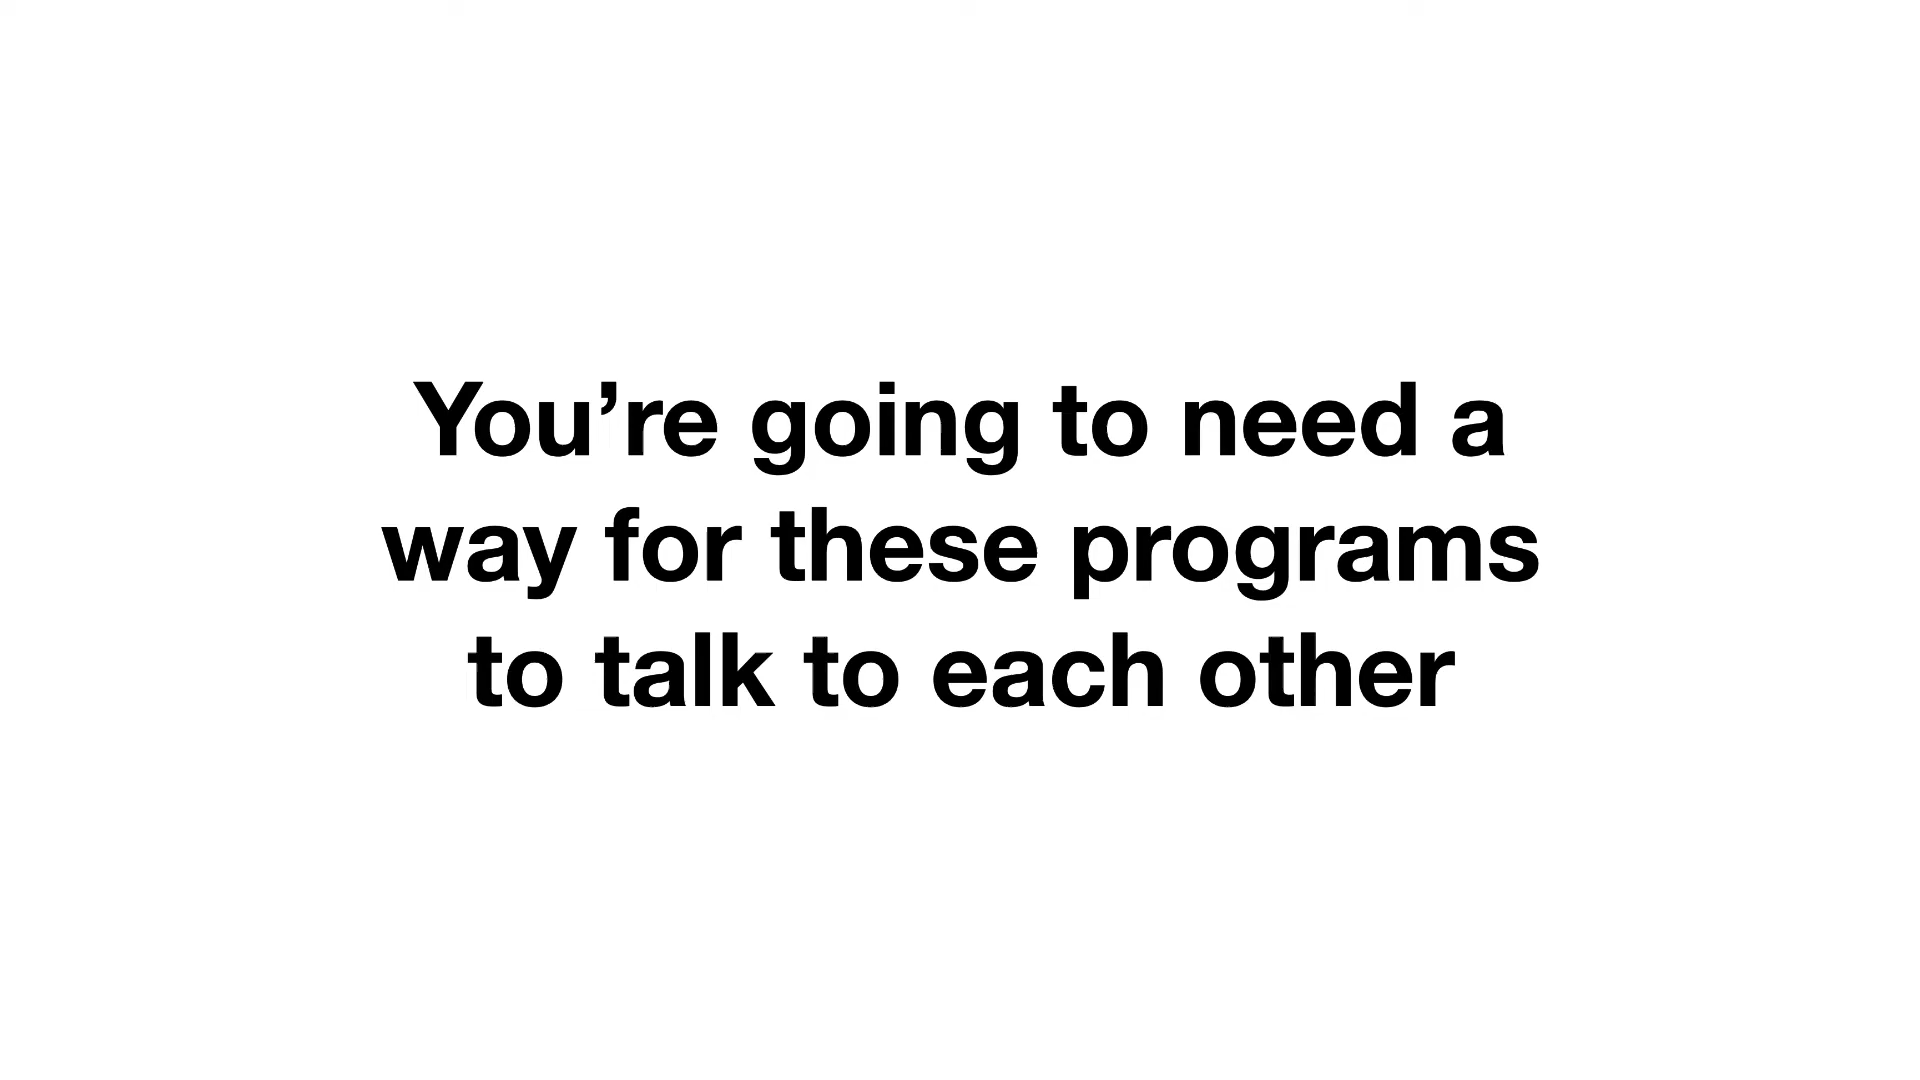 You’re going to need a
way for these programs
to talk to each other